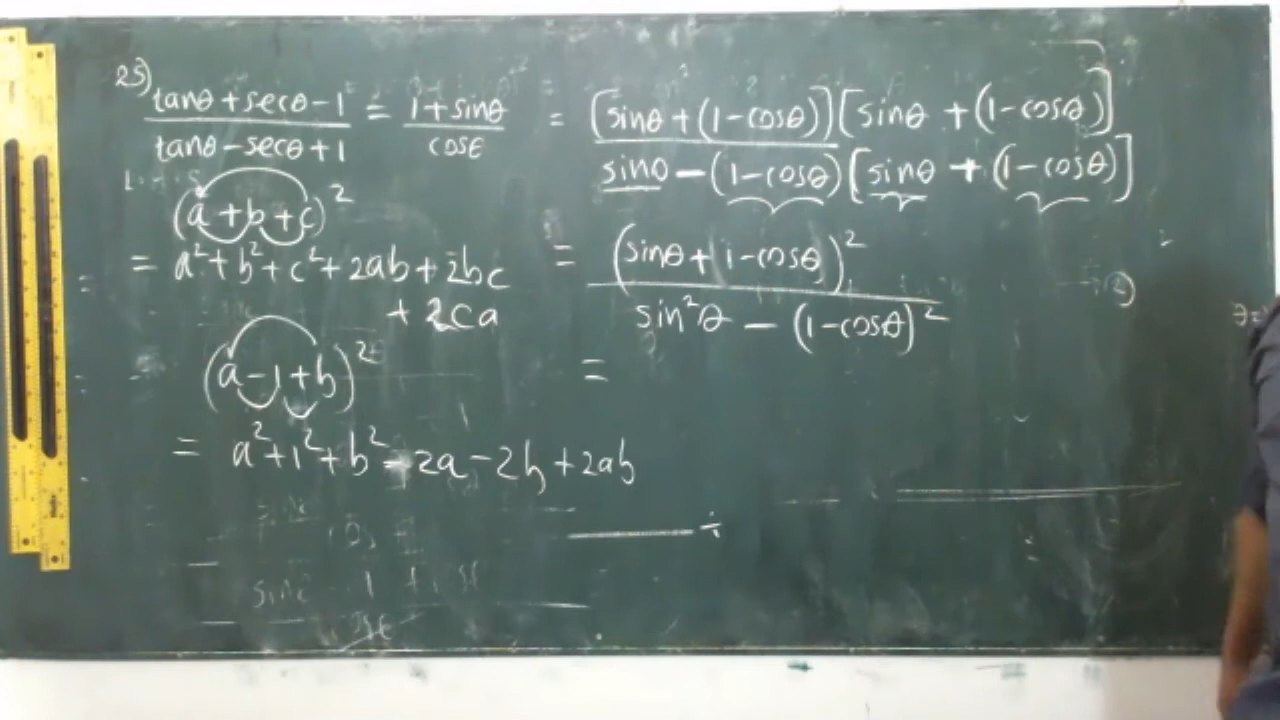 25) tanθ + secθ - 1 / tanθ - secθ + 1 = 1 + sinθ / cosθ
(a + b + c)²
= a² + b² + c² + 2ab + 2bc
+ 2ca
(a - 1 + b)²
= a² + 1² + b² - 2a - 2b + 2ab
= [sinθ + (1-cosθ)][sinθ + (1-cosθ)]
sinθ - (1-cosθ)[sinθ + (1-cosθ)]
= (sinθ + 1-cosθ)²
sin²θ - (1-cosθ)²
=
÷